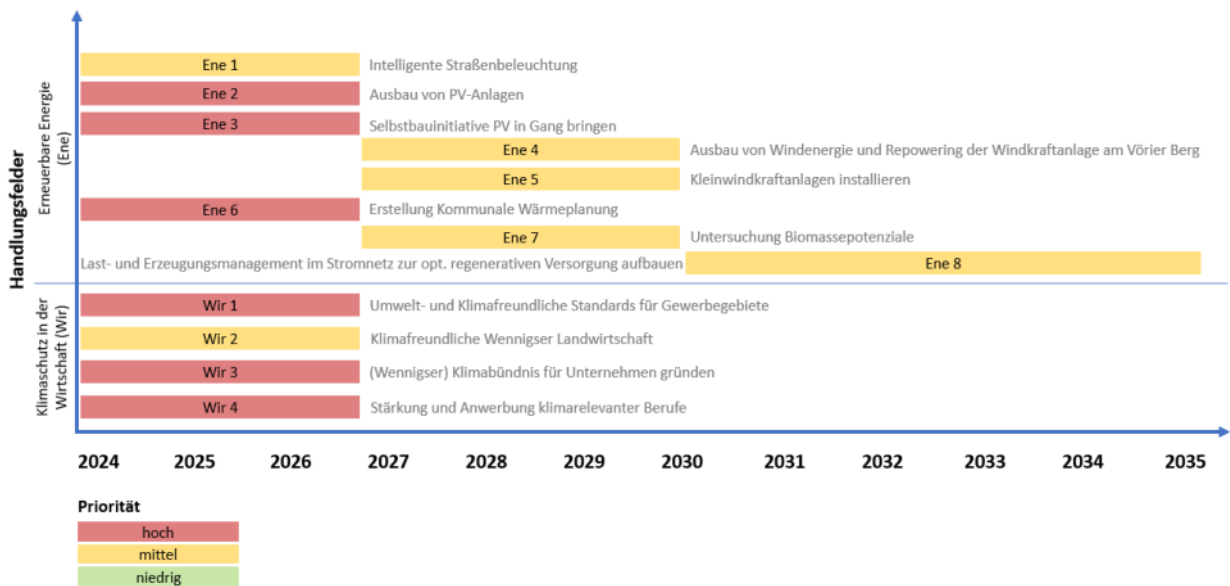 Handlungsfelder
Erneuerbare Energie
(Ene)
Ene 1 Intelligente Straßenbeleuchtung
Ene 2 Ausbau von PV-Anlagen
Ene 3 Selbstbauinitiative PV in Gang bringen
Ene 4 Ausbau von Windenergie und Repowering der Windkraftanlage am Vörier Berg
Ene 5 Kleinwindkraftanlagen installieren
Ene 6 Erstellung Kommunale Wärmeplanung
Ene 7 Untersuchung Biomassepotenziale
Last- und Erzeugungsmanagement im Stromnetz zur opt. regenerativen Versorgung aufbauen Ene 8
Klimaschutz in der
Wirtschaft (Wir)
Wir 1 Umwelt- und Klimafreundliche Standards für Gewerbegebiete
Wir 2 Klimafreundliche Wennigser Landwirtschaft
Wir 3 (Wennigser) Klimabündnis für Unternehmen gründen
Wir 4 Stärkung und Anwerbung klimarelevanter Berufe
2024 2025 2026 2027 2028 2029 2030 2031 2032 2033 2034 2035
Priorität
hoch
mittel
niedrig